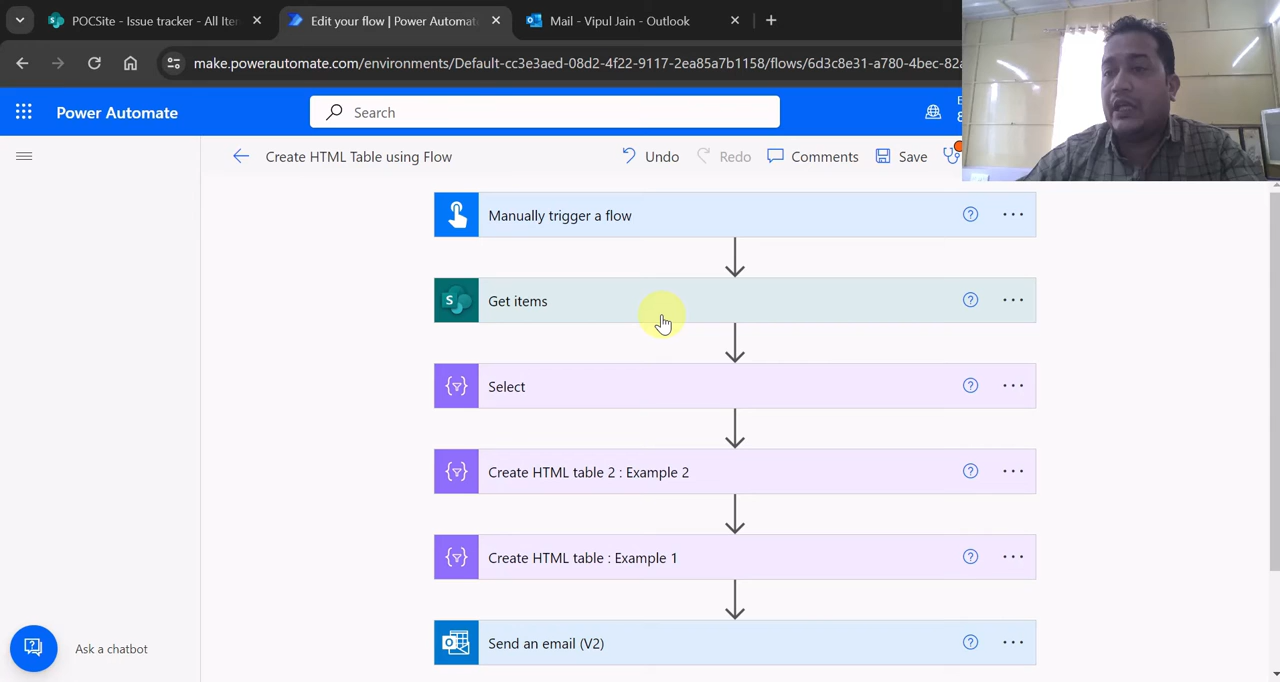 POCSite - Issue tracker - All Iter
Edit your flow | Power Automat
Mail - Vipul Jain - Outlook
make.powerautomate.com/environments/Default-cc3e3aed-08d2-4f22-9117-2ea85a7b1158/flows/6d3c8e31-a780-4bec-82a
Power Automate
Search
Create HTML Table using Flow
Undo
Redo
Comments
Save
Manually trigger a flow
Get items
Select
Create HTML table 2 : Example 2
Create HTML table : Example 1
Send an email (V2)
Ask a chatbot